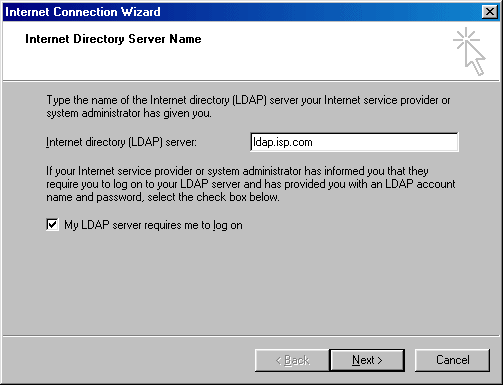 Internet Connection Wizard
Internet Directory Server Name
Type the name of the Internet directory (LDAP) server your Internet service provider or
system administrator has given you.
Internet directory (LDAP) server: ldap.isp.com
If your Internet service provider or system administrator has informed you that they
require you to log on to your LDAP server and has provided you with an LDAP account
name and password, select the check box below.
My LDAP server requires me to log on
< Back Next > Cancel